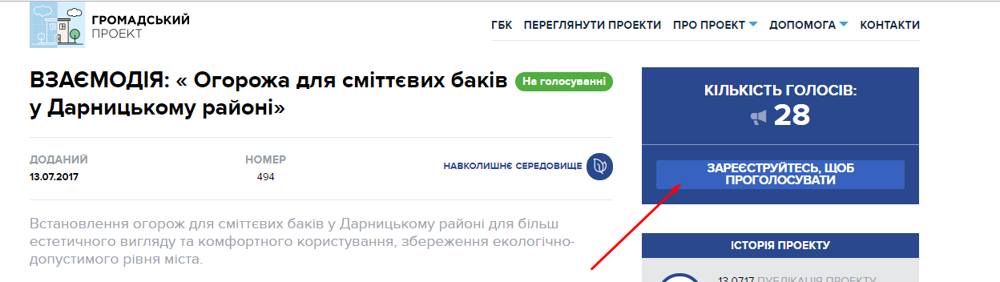 ГРОМАДСЬКИЙ
ПРОЕКТ
ГБК ПЕРЕГЛЯНУТИ ПРОЕКТИ ПРО ПРОЕКТ ДОПОМОГА КОНТАКТИ
ВЗАЄМОДІЯ: « Огорожа для сміттєвих баків
у Дарницькому районі»
На голосуванні
ДОДАНИЙ
13.07.2017
НОМЕР
494
НАВКОЛИШНЄ СЕРЕДОВИЩЕ
Встановлення огорож для сміттєвих баків у Дарницькому районі для більш
естетичного вигляду та комфортного користування, збереження екологічно-
допустимого рівня міста.
КІЛЬКІСТЬ ГОЛОСІВ:
28
ЗАРЕЄСТРУЙТЕСЬ, ЩОБ
ПРОГОЛОСУВАТИ
ІСТОРІЯ ПРОЕКТУ
13.0717 ПУБЛІКАЦІЯ ПРОЕКТУ